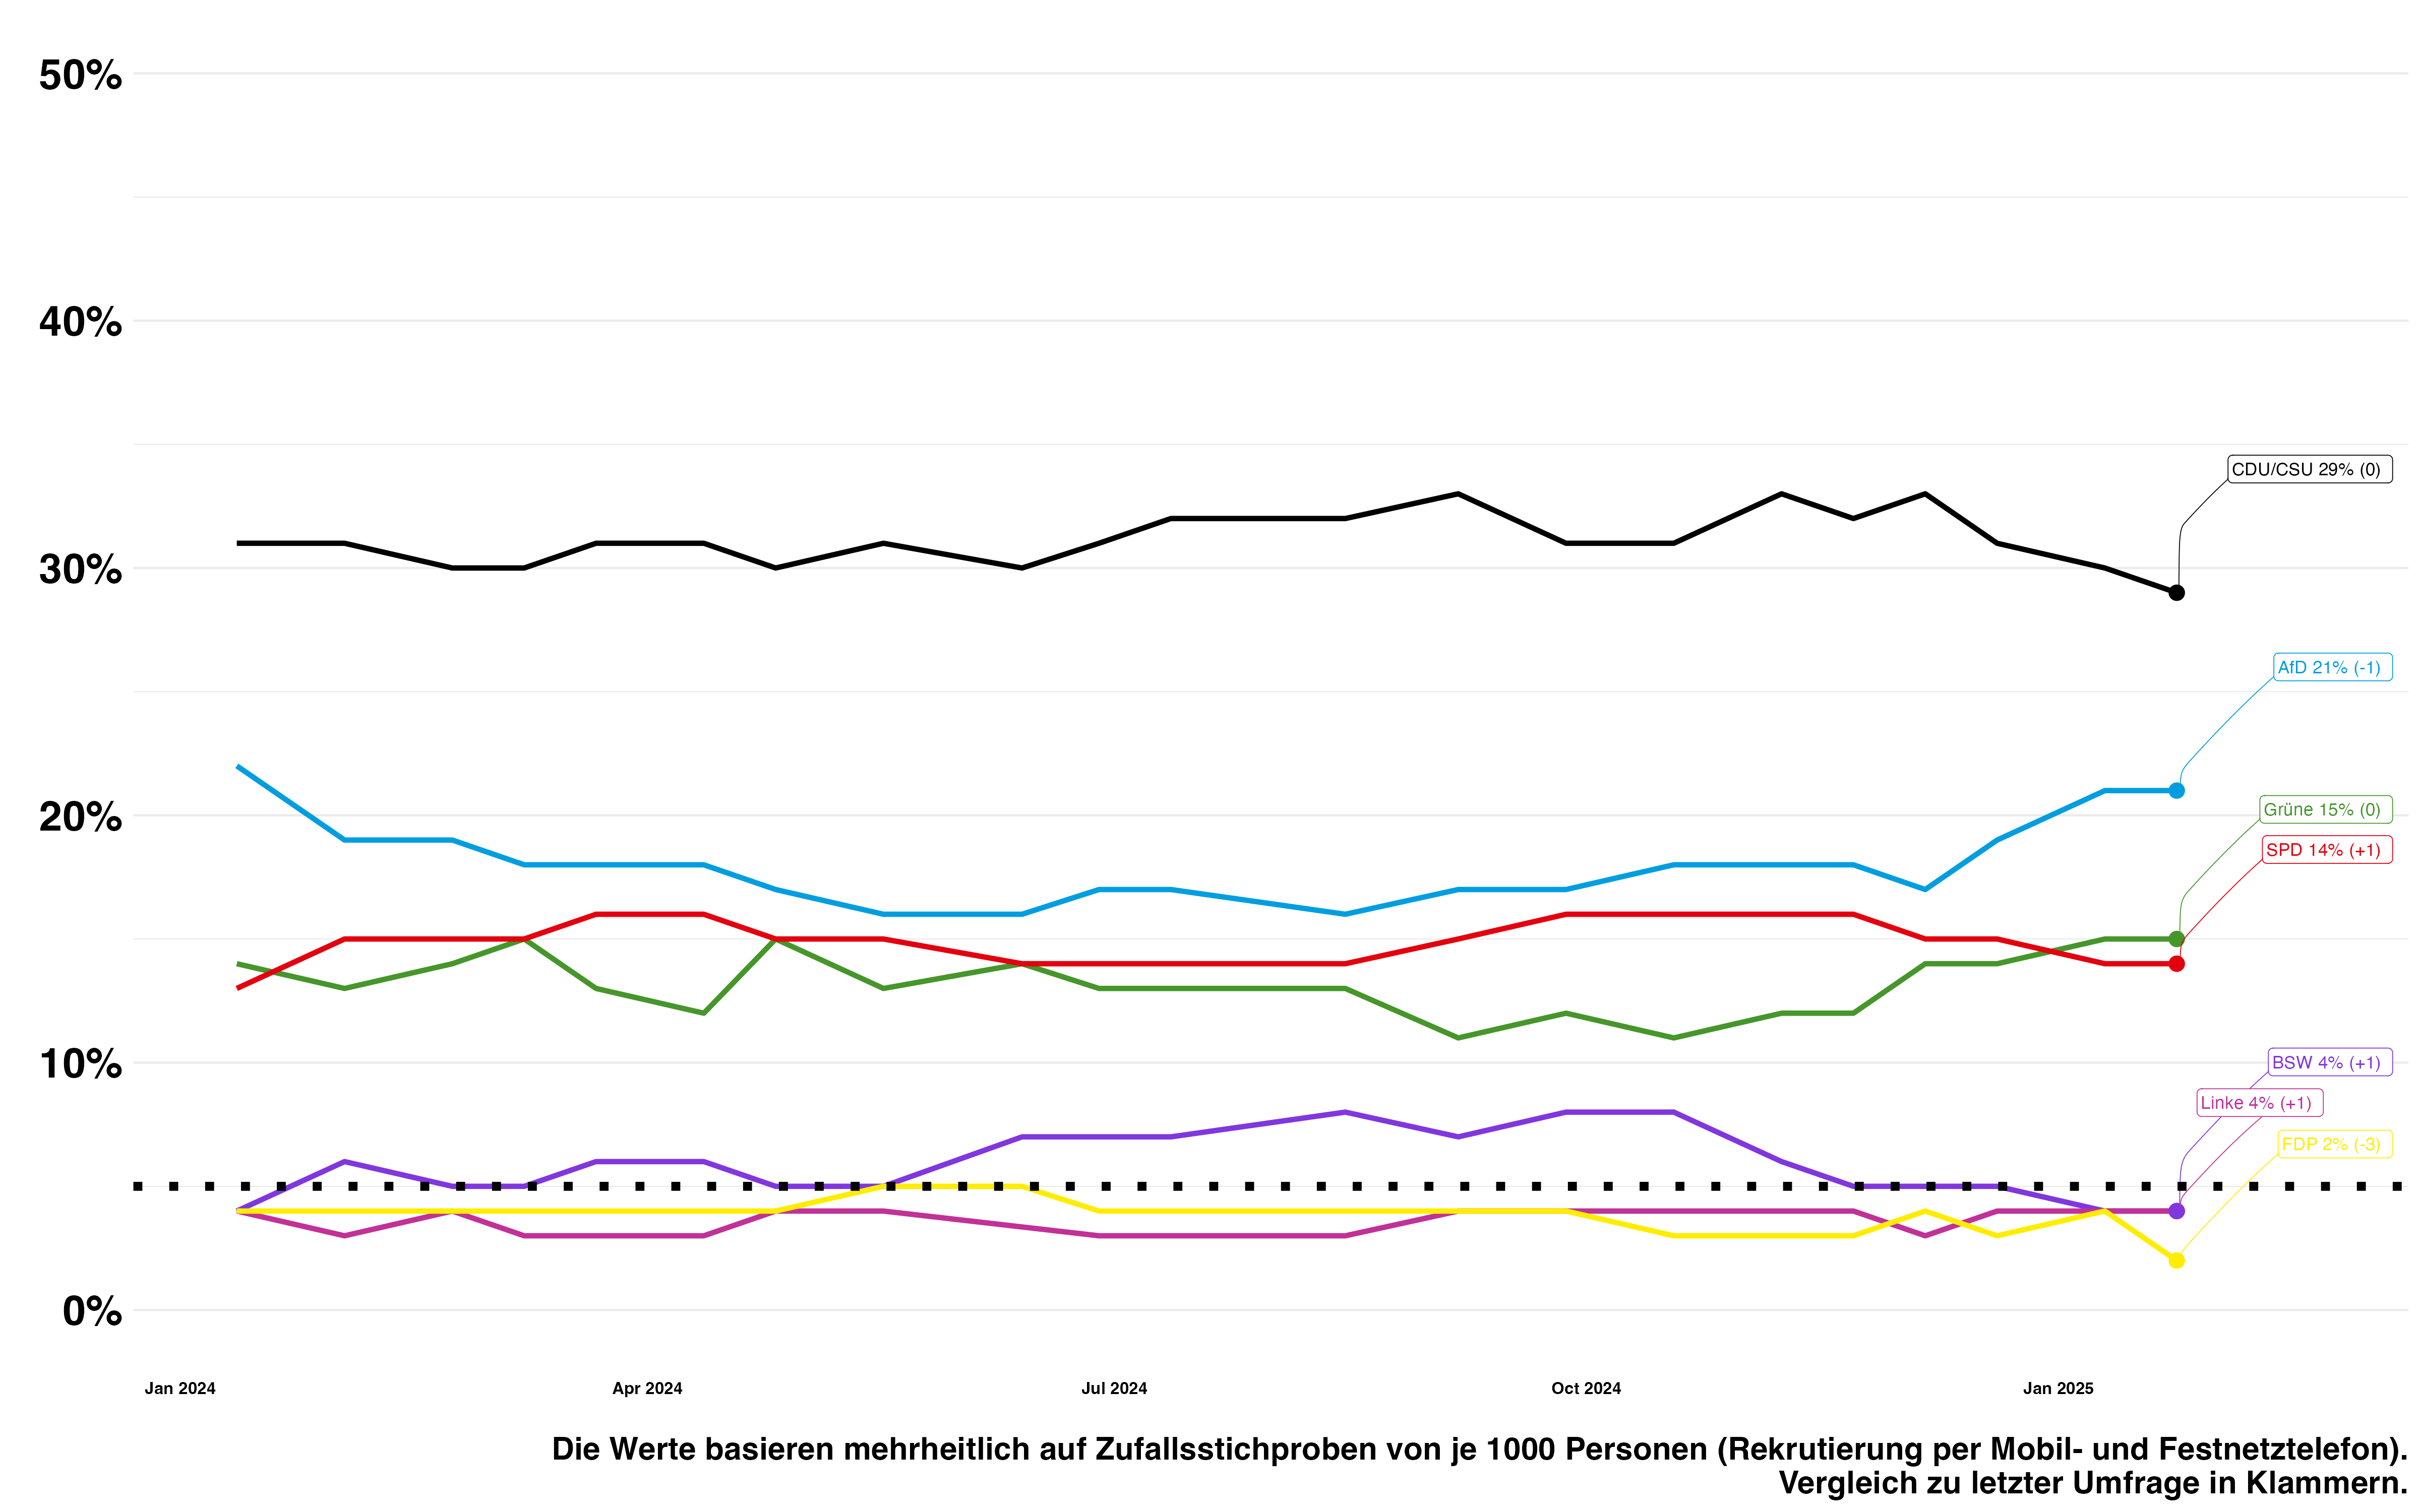 50%
40%
30%
20%
10%
0%
CDU/CSU 29% (0)
AfD 21% (-1)
Grüne 15% (0)
SPD 14% (+1)
BSW 4% (+1)
Linke 4% (+1)
FDP 2% (-3)
Jan 2024
Apr 2024
Jul 2024
Oct 2024
Jan 2025
Die Werte basieren mehrheitlich auf Zufallsstichproben von je 1000 Personen (Rekrutierung per Mobil- und Festnetztelefon).
Vergleich zu letzter Umfrage in Klammern.